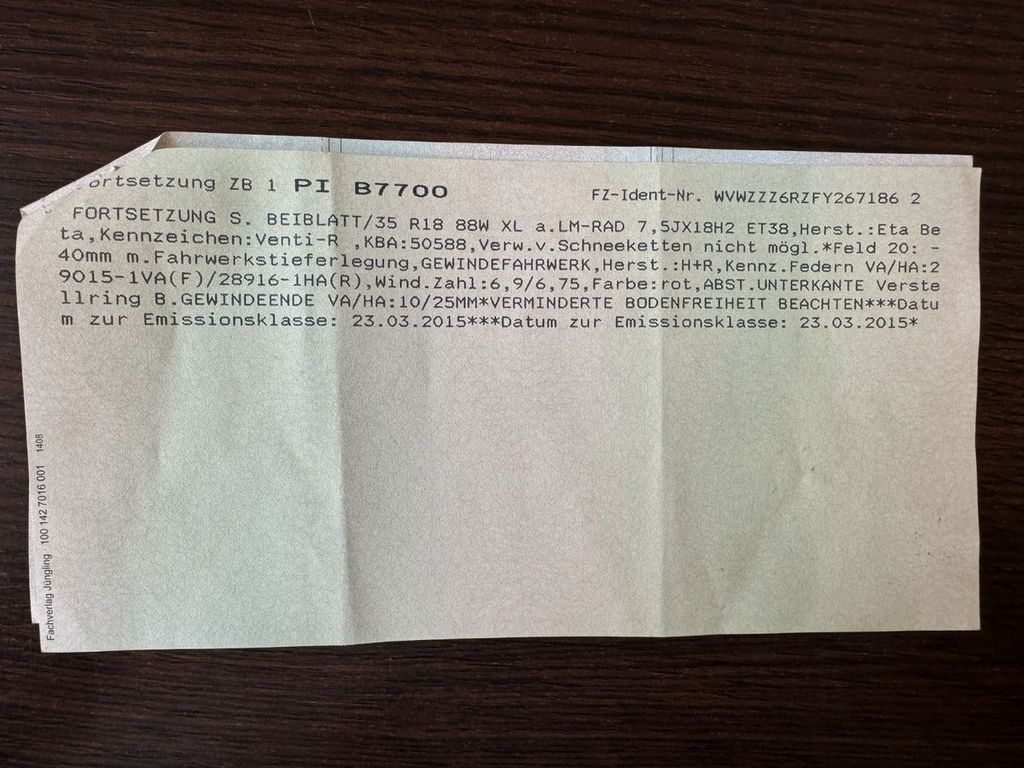 ortsetzung ZB 1 PI B7700 FZ-Ident-Nr. WVWZZZ6RZFY267186 2
FORTSETZUNG S. BEIBLATT/35 R18 88W XL a.LM-RAD 7,5JX18H2 ET38,Herst.:Eta Be
ta,Kennzeichen:Venti-R ,KBA:50588,Verw.v.Schneeketten nicht mögl.*Feld 20: -
40mm m.Fahrwerkstieferlegung,GEWINDEFAHRWERK,Herst.:H+R,Kennz.Federn VA/HA:2
9015-1VA(F)/28916-1HA(R),Wind.Zahl:6,9/6,75,Farbe:rot,ABST.UNTERKANTE Verste
llring B.GEWINDEENDE VA/HA:10/25MM*VERMINDERTE BODENFREIHEIT BEACHTEN***Datu
m zur Emissionsklasse: 23.03.2015***Datum zur Emissionsklasse: 23.03.2015*
Fachverlag Jüngling 100 142 7016 001 1408